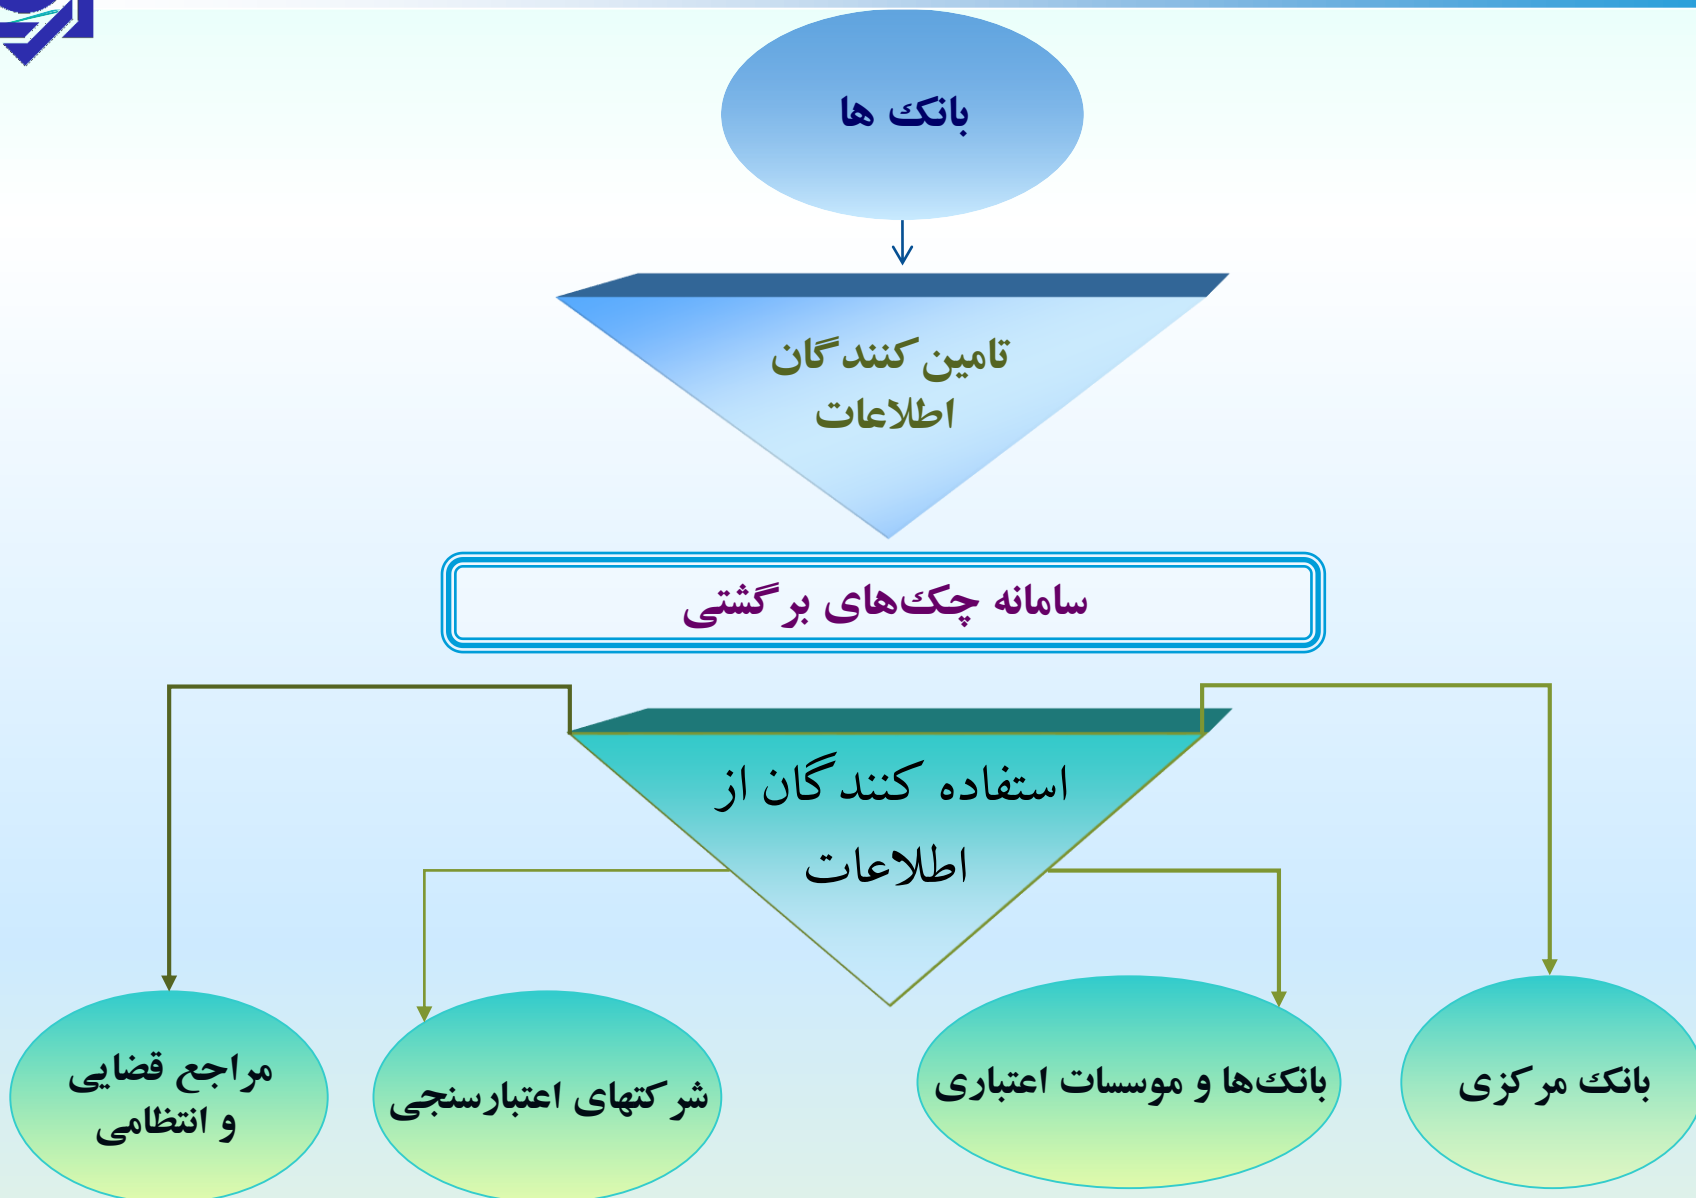 بانک ها
تامین کنندگان
اطلاعات
سامانه چک‌های برگشتی
استفاده کنندگان از
اطلاعات
بانک مرکزی
بانک‌ها و موسسات اعتباری
شرکتهای اعتبارسنجی
مراجع قضایی
و انتظامی